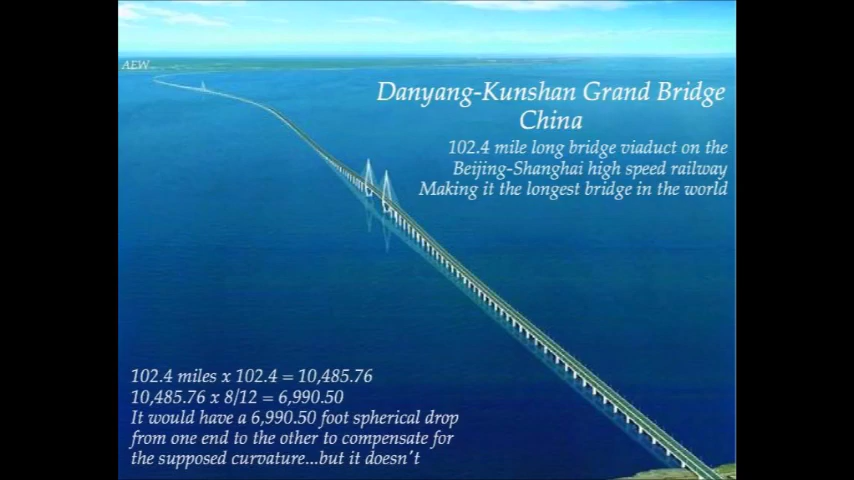 AEW
Danyang-Kunshan Grand Bridge
China
102.4 mile long bridge viaduct on the
Beijing-Shanghai high speed railway
Making it the longest bridge in the world
102.4 miles x 102.4 = 10,485.76
10,485.76 x 8/12 = 6,990.50
It would have a 6,990.50 foot spherical drop
from one end to the other to compensate for
the supposed curvature...but it doesn't